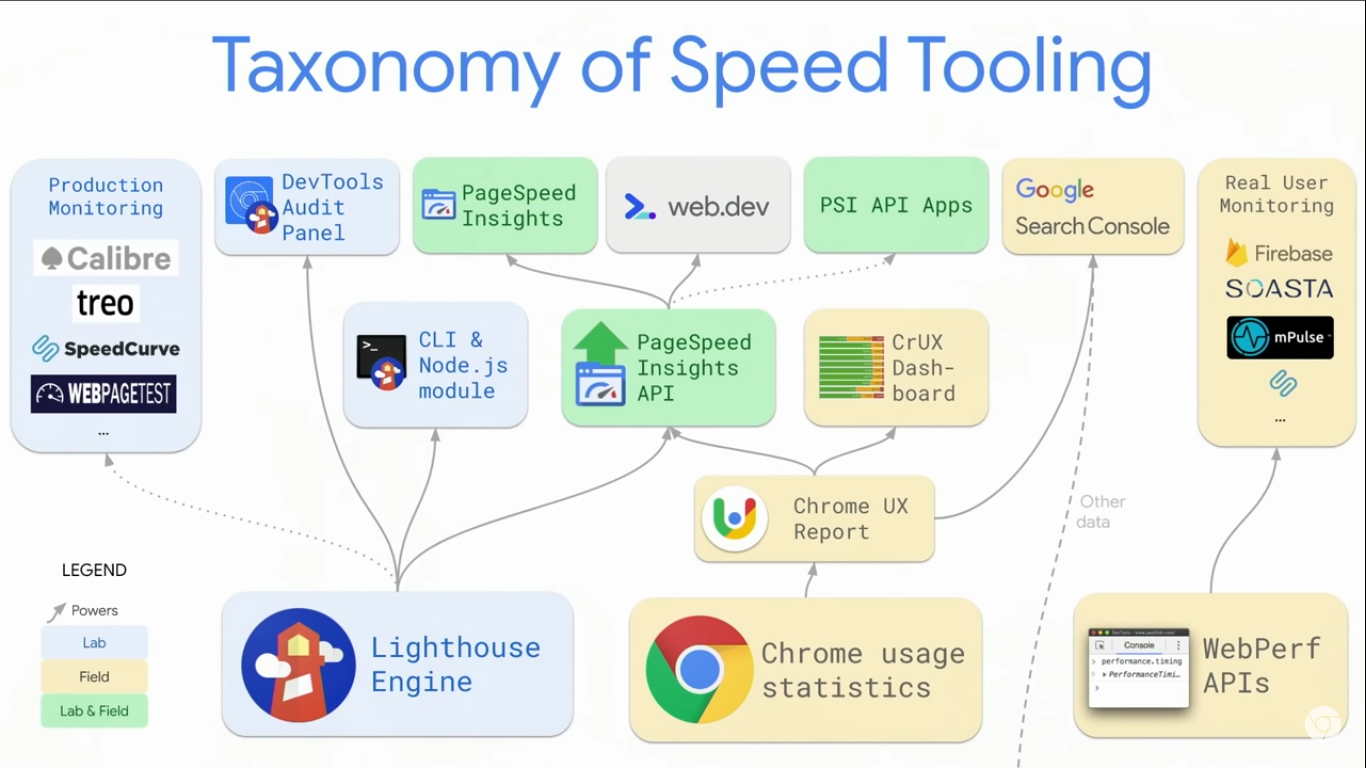 Taxonomy of Speed Tooling
Production
Monitoring
Calibre
treo
SpeedCurve
WEBPAGETEST
...
DevTools
Audit
Panel
PageSpeed
Insights
web.dev
PSI API Apps
Google
Search Console
Real User
Monitoring
Firebase
SOASTA
mPulse
...
>_
CLI &
Node.js
module
PageSpeed
Insights
API
CrUX
Dash-
board
Chrome UX
Report
Other
data
LEGEND
Powers
Lab
Field
Lab & Field
Lighthouse
Engine
Chrome usage
statistics
Console
performance.timing
PerformanceTimi…
WebPerf
APIs